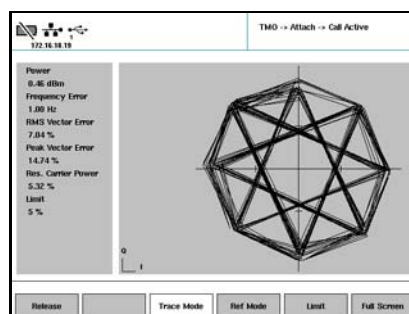 TMO -> Attach -> Call Active
1
172.16.18.19
Power
0.46 dBm
Frequency Error
1.00 Hz
RMS Vector Error
7.04 %
Peak Vector Error
14.74 %
Res. Carrier Power
5.32 %
Limit
5 %
Q
I
Release
Trace Mode
Ref Mode
Limit
Full Screen